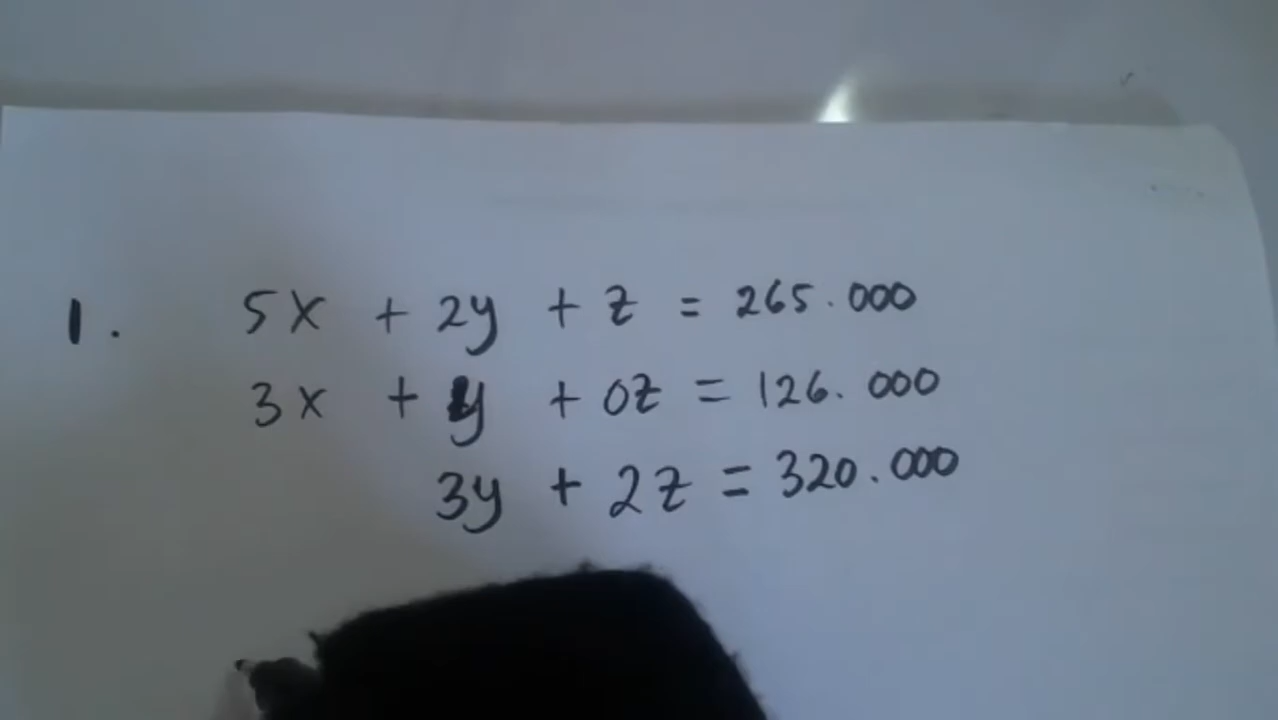 1. 5x + 2y + z = 265.000
3x + y + 0z = 126.000
3y + 2z = 320.000